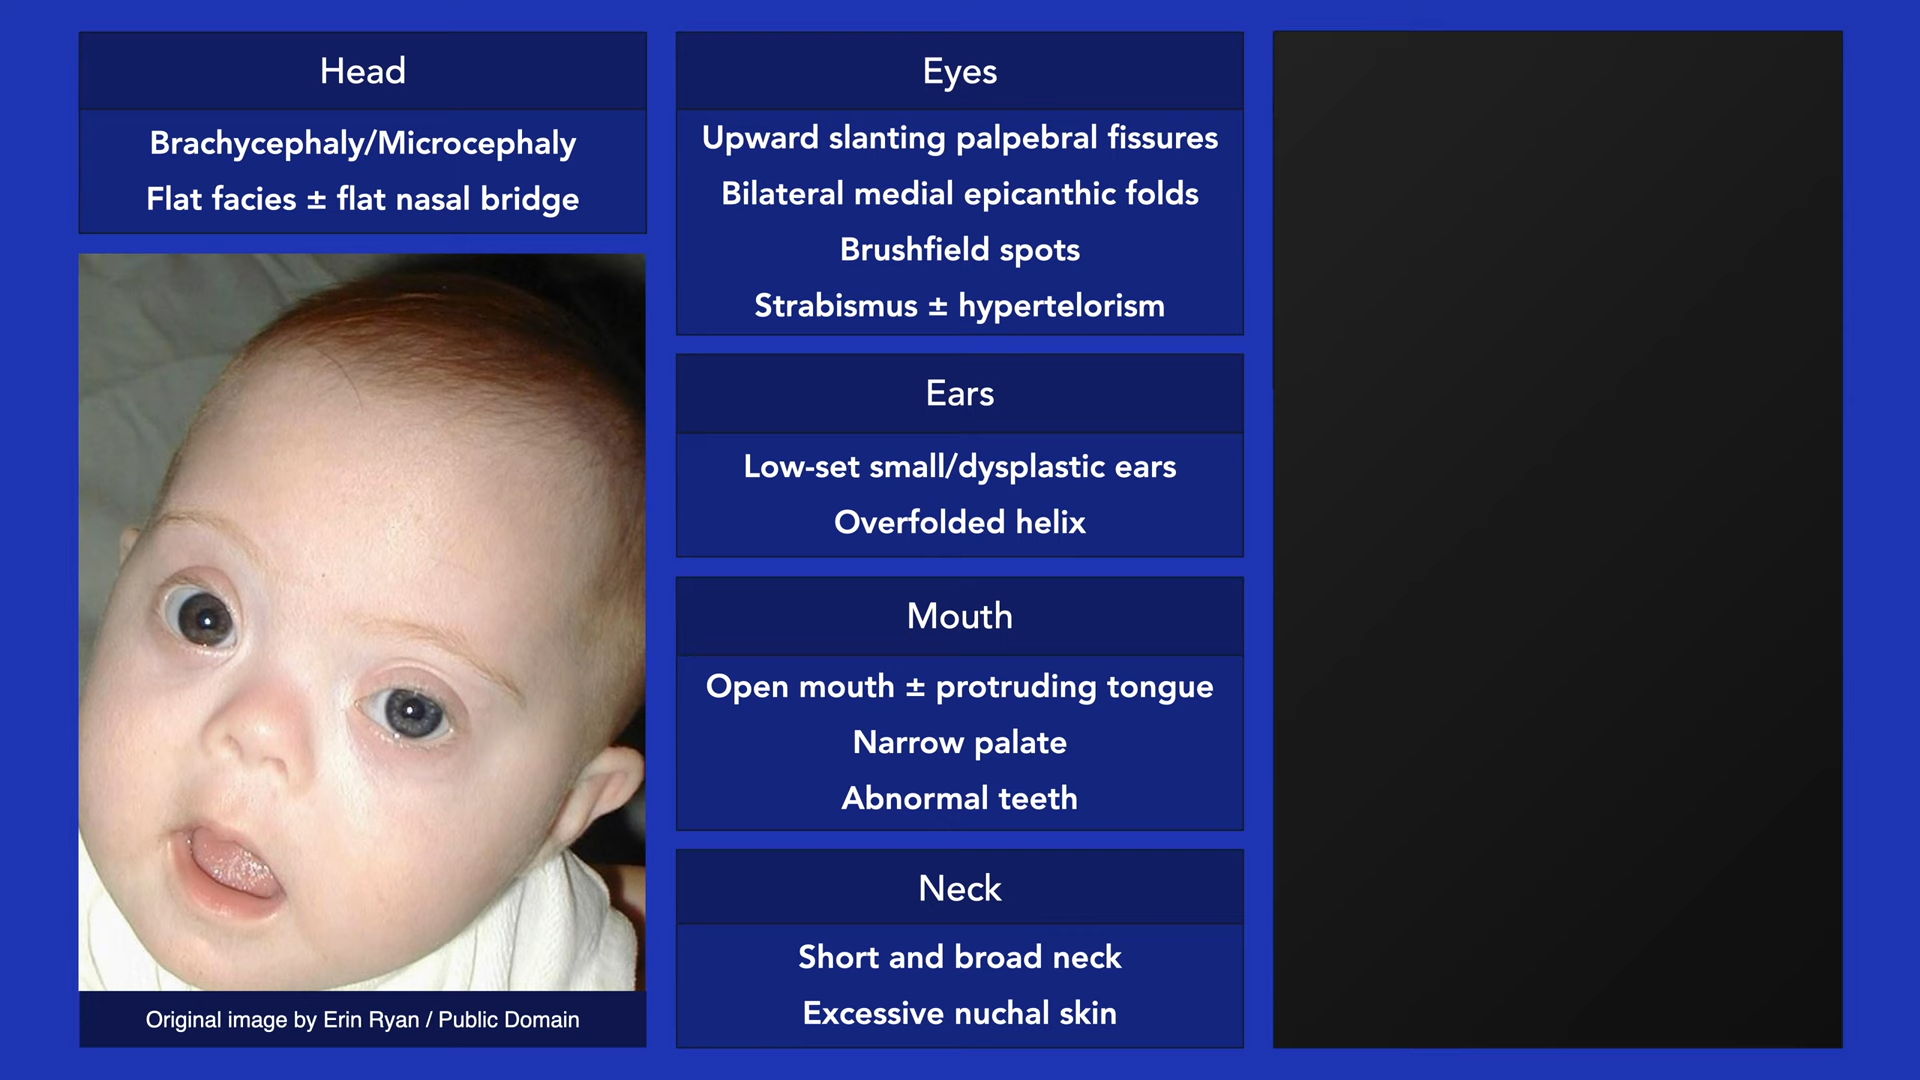 Head
Brachycephaly/Microcephaly
Flat facies ± flat nasal bridge
Original image by Erin Ryan / Public Domain
Eyes
Upward slanting palpebral fissures
Bilateral medial epicanthic folds
Brushfield spots
Strabismus ± hypertelorism
Ears
Low-set small/dysplastic ears
Overfolded helix
Mouth
Open mouth ± protruding tongue
Narrow palate
Abnormal teeth
Neck
Short and broad neck
Excessive nuchal skin